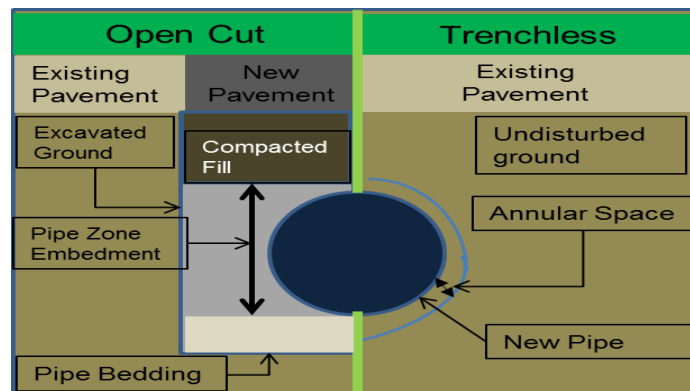 Open Cut
Trenchless
Existing
Pavement
New
Pavement
Existing
Pavement
Excavated
Ground
Compacted
Fill
Undisturbed
ground
Annular Space
Pipe Zone
Embedment
New Pipe
Pipe Bedding